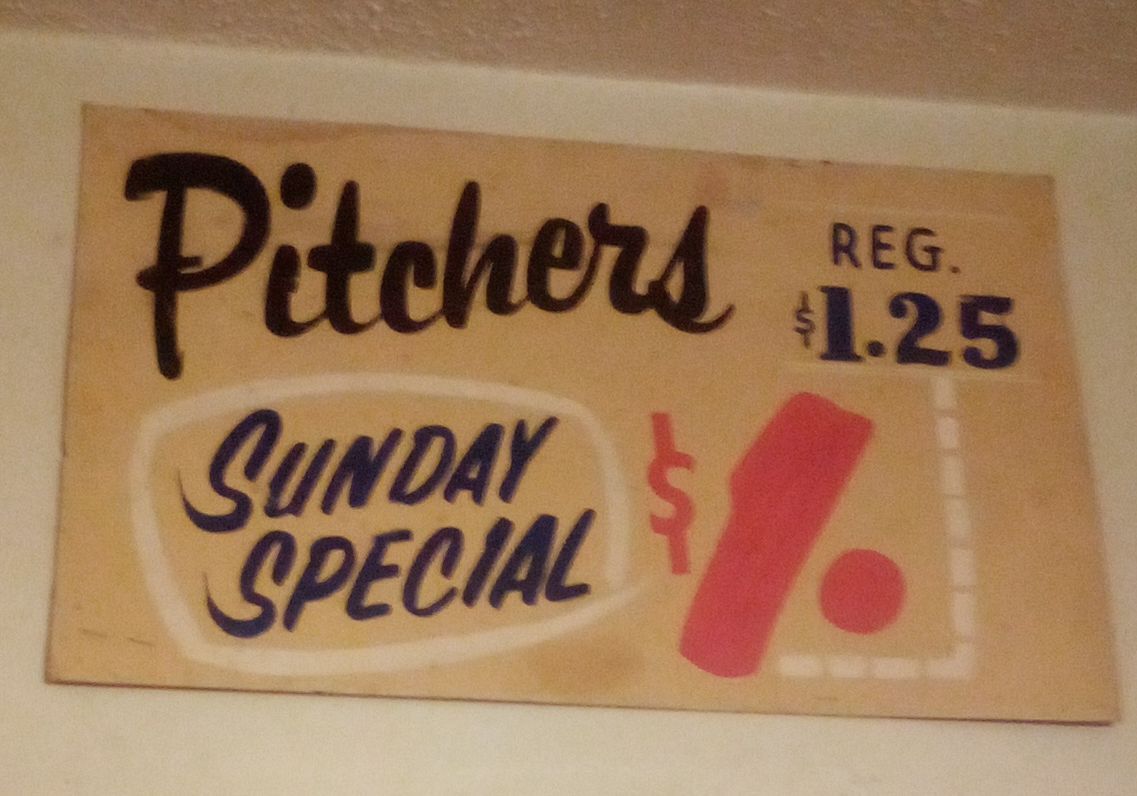 Pitchers
REG.
$1.25
SUNDAY
SPECIAL
$1.